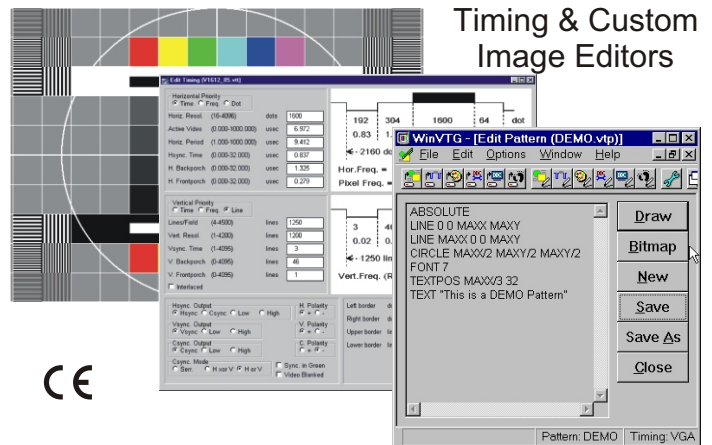 Timing & Custom
Image Editors
Edit Timing (V1612_05.vtt)
Horizontal Priority
Time Freq. Dot
Horiz. Resol. (16-4096) dots 1600
Active Video (0.000-1000.000) usec 6.972
Horiz. Period (1.000-1000.000) usec 9.412
Hsync. Time (0.000-32.000) usec 0.837
H. Backporch (0.000-32.000) usec 1.325
H. Frontporch (0.000-32.000) usec 0.279
Vertical Priority
Time Freq. Line
Lines/Field (4-4500) lines 1250
Vert. Resol. (1-4200) lines 1200
Vsync. Time (1-4095) lines 3
V. Backporch (0-4095) lines 46
V. Frontporch (0-4095) lines 1
Interlaced
Hsync. Output
Hsync Csync Low High
H. Polarity
+ -
Vsync. Output
Vsync Low High
V. Polarity
+ -
Csync. Output
Csync Low High
C. Polarity
+ -
Csync. Mode
Serr. H xor V H or V
Sync. in Green
Video Blanked
192 304 1600 64 dot
0.83 1.
2160 do
Hor.Freq. =
Pixel Freq. =
3 46
0.02 0.
1250 lin
Vert.Freq. (R
Left border
Right border
Upper border
Lower border
WinVTG - [Edit Pattern (DEMO.vtp)]
File Edit Options Window Help
ABSOLUTE
LINE 0 0 MAXX MAXY
LINE MAXX 0 0 MAXY
CIRCLE MAXX/2 MAXY/2 MAXY/2
FONT 7
TEXTPOS MAXX/3 32
TEXT "This is a DEMO Pattern"
Draw
Bitmap
New
Save
Save As
Close
Pattern: DEMO Timing: VGA
CE